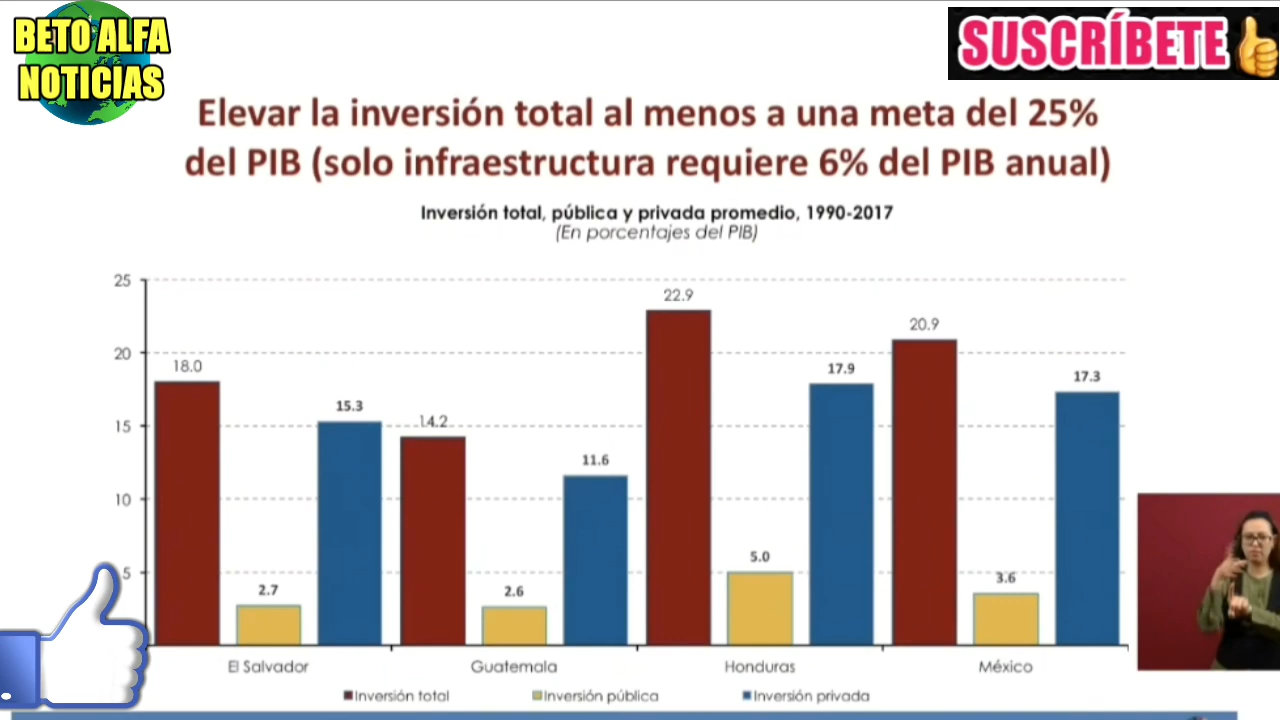 BETO ALFA
NOTICIAS
SUSCRÍBETE
Elevar la inversión total al menos a una meta del 25%
del PIB (solo infraestructura requiere 6% del PIB anual)
Inversión total, pública y privada promedio, 1990-2017
(En porcentajes del PIB)
25
20
15
10
5
18.0
2.7
15.3
14.2
2.6
11.6
22.9
5.0
17.9
20.9
3.6
17.3
El Salvador
Guatemala
Honduras
México
Inversión total
Inversión pública
Inversión privada